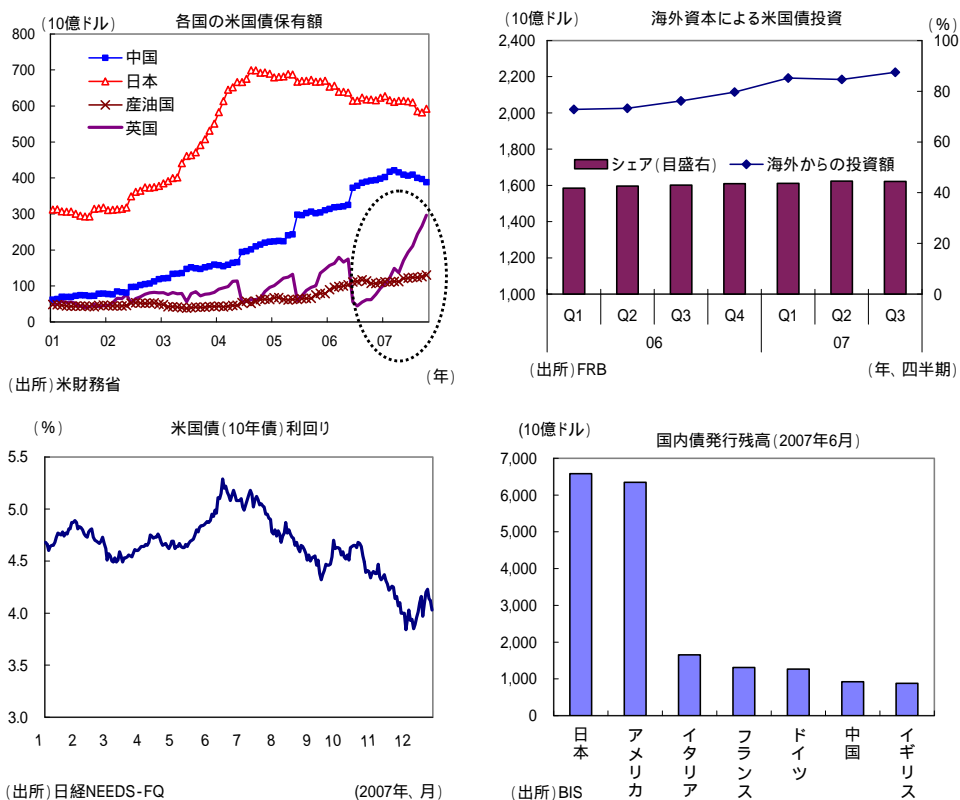 各国の米国債保有額
(10億ドル)
800
700
600
500
400
300
200
100
0
中国
日本
産油国
英国
01 02 03 04 05 06 07
(年)
(出所)米財務省
海外資本による米国債投資
(10億ドル)
(%)
2,400
2,200
2,000
1,800
1,600
1,400
1,200
1,000
100
80
60
40
20
0
シェア(目盛右) 海外からの投資額
Q1 Q2 Q3 Q4 Q1 Q2 Q3
06 07
(出所)FRB (年、四半期)
(%) 米国債(10年債)利回り
5.5
5.0
4.5
4.0
3.5
3.0
1 2 3 4 5 6 7 8 9 10 11 12
(出所)日経NEEDS-FQ (2007年、月)
(10億ドル)
国内債発行残高(2007年6月)
7,000
6,000
5,000
4,000
3,000
2,000
1,000
0
日本 アメリカ イタリア フランス ドイツ 中国 イギリス
(出所)BIS